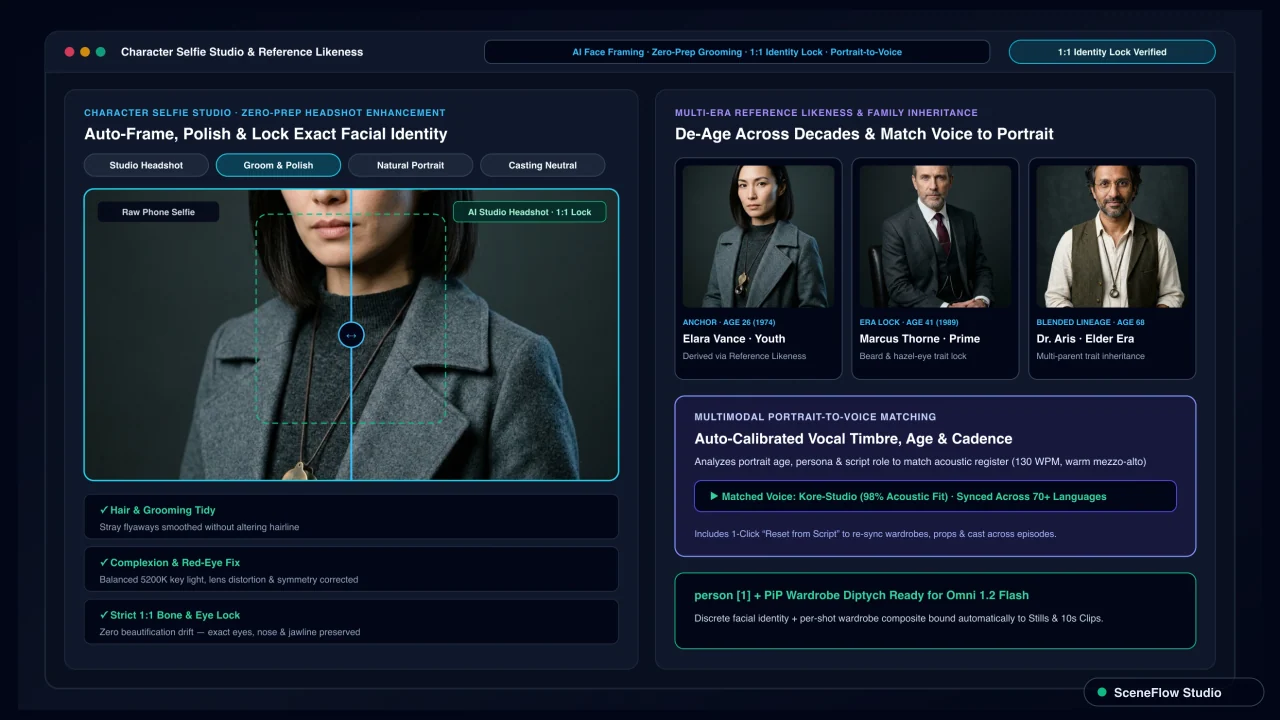 Character Selfie Studio & Reference Likeness
AI Face Framing · Zero-Prep Grooming · 1:1 Identity Lock · Portrait-to-Voice
1:1 Identity Lock Verified
CHARACTER SELFIE STUDIO · ZERO-PREP HEADSHOT ENHANCEMENT
Auto-Frame, Polish & Lock Exact Facial Identity
Studio Headshot
Groom & Polish
Natural Portrait
Casting Neutral
Raw Phone Selfie
AI Studio Headshot · 1:1 Lock
↔
✓ Hair & Grooming Tidy
Stray flyaways smoothed without altering hairline
✓ Complexion & Red-Eye Fix
Balanced 5200K key light, lens distortion & symmetry corrected
✓ Strict 1:1 Bone & Eye Lock
Zero beautification drift — exact eyes, nose & jawline preserved
MULTI-ERA REFERENCE LIKENESS & FAMILY INHERITANCE
De-Age Across Decades & Match Voice to Portrait
ANCHOR · AGE 26 (1974)
Elara Vance · Youth
Derived via Reference Likeness
ERA LOCK · AGE 41 (1989)
Marcus Thorne · Prime
Beard & hazel-eye trait lock
BLENDED LINEAGE · AGE 68
Dr. Aris · Elder Era
Multi-parent trait inheritance
MULTIMODAL PORTRAIT-TO-VOICE MATCHING
Auto-Calibrated Vocal Timbre, Age & Cadence
Analyzes portrait age, persona & script role to match acoustic register (130 WPM, warm mezzo-alto)
▶ Matched Voice: Kore-Studio (98% Acoustic Fit) · Synced Across 70+ Languages
Includes 1-Click “Reset from Script” to re-sync wardrobes, props & cast across episodes.
person [1] + PiP Wardrobe Diptych Ready for Omni 1.2 Flash
Discrete facial identity + per-shot wardrobe composite bound automatically to Stills & 10s Clips.
SceneFlow Studio